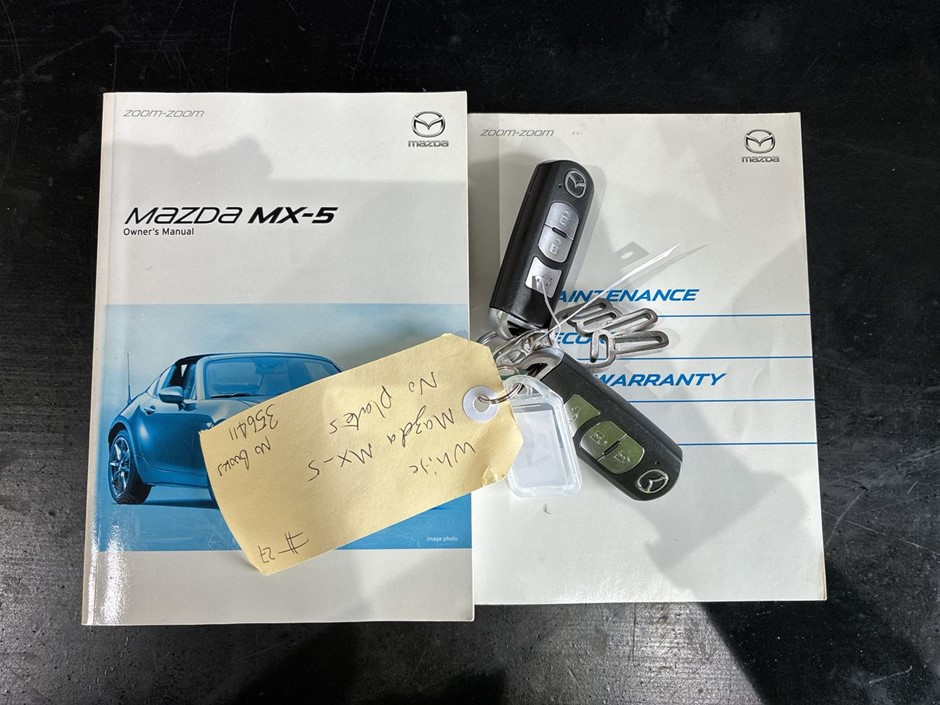 zoom-zoom
mazda
mazda MX-5
Owner's Manual
Image photo
zoom-zoom
mazda
AINTENANCE
ECO
WARRANTY
White
Mazda MX-5
No plates
No Books
356411
#27